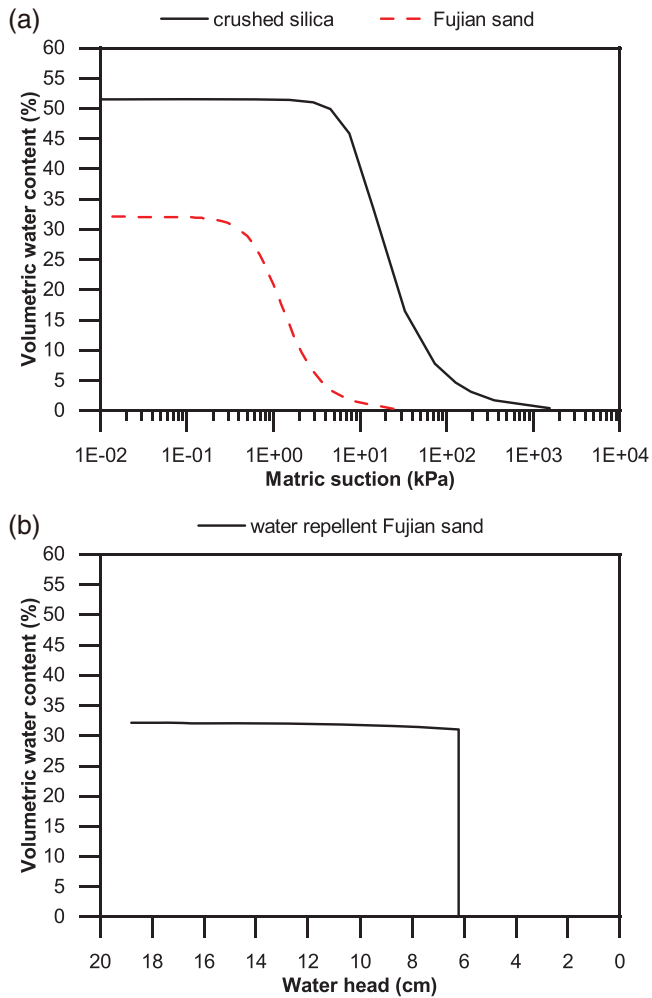 (a)
crushed silica Fujian sand
Volumetric water content (%)
60
55
50
45
40
35
30
25
20
15
10
5
0
1E-02 1E-01 1E+00 1E+01 1E+02 1E+03 1E+04
Matric suction (kPa)
(b)
water repellent Fujian sand
Volumetric water content (%)
60
55
50
45
40
35
30
25
20
15
10
5
0
20 18 16 14 12 10 8 6 4 2 0
Water head (cm)